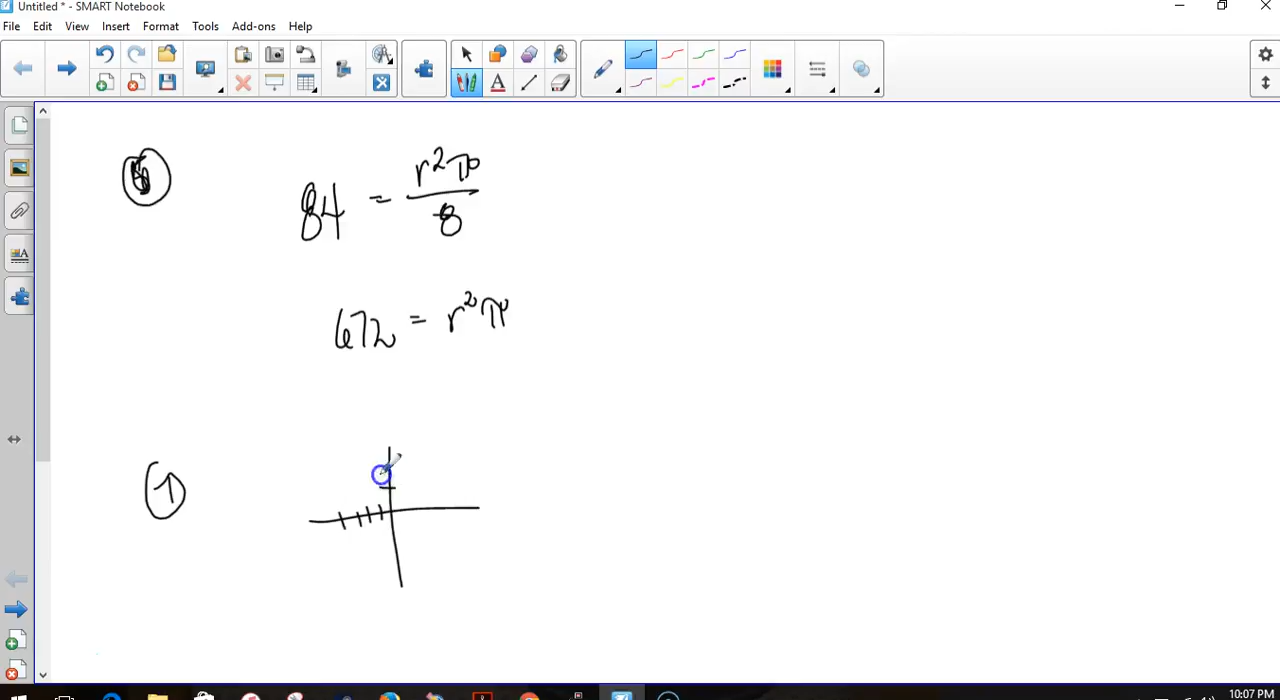 Untitled * - SMART Notebook
File Edit View Insert Format Tools Add-ons Help
84 = r²π / 8
672 = r²π
7
10:07 PM